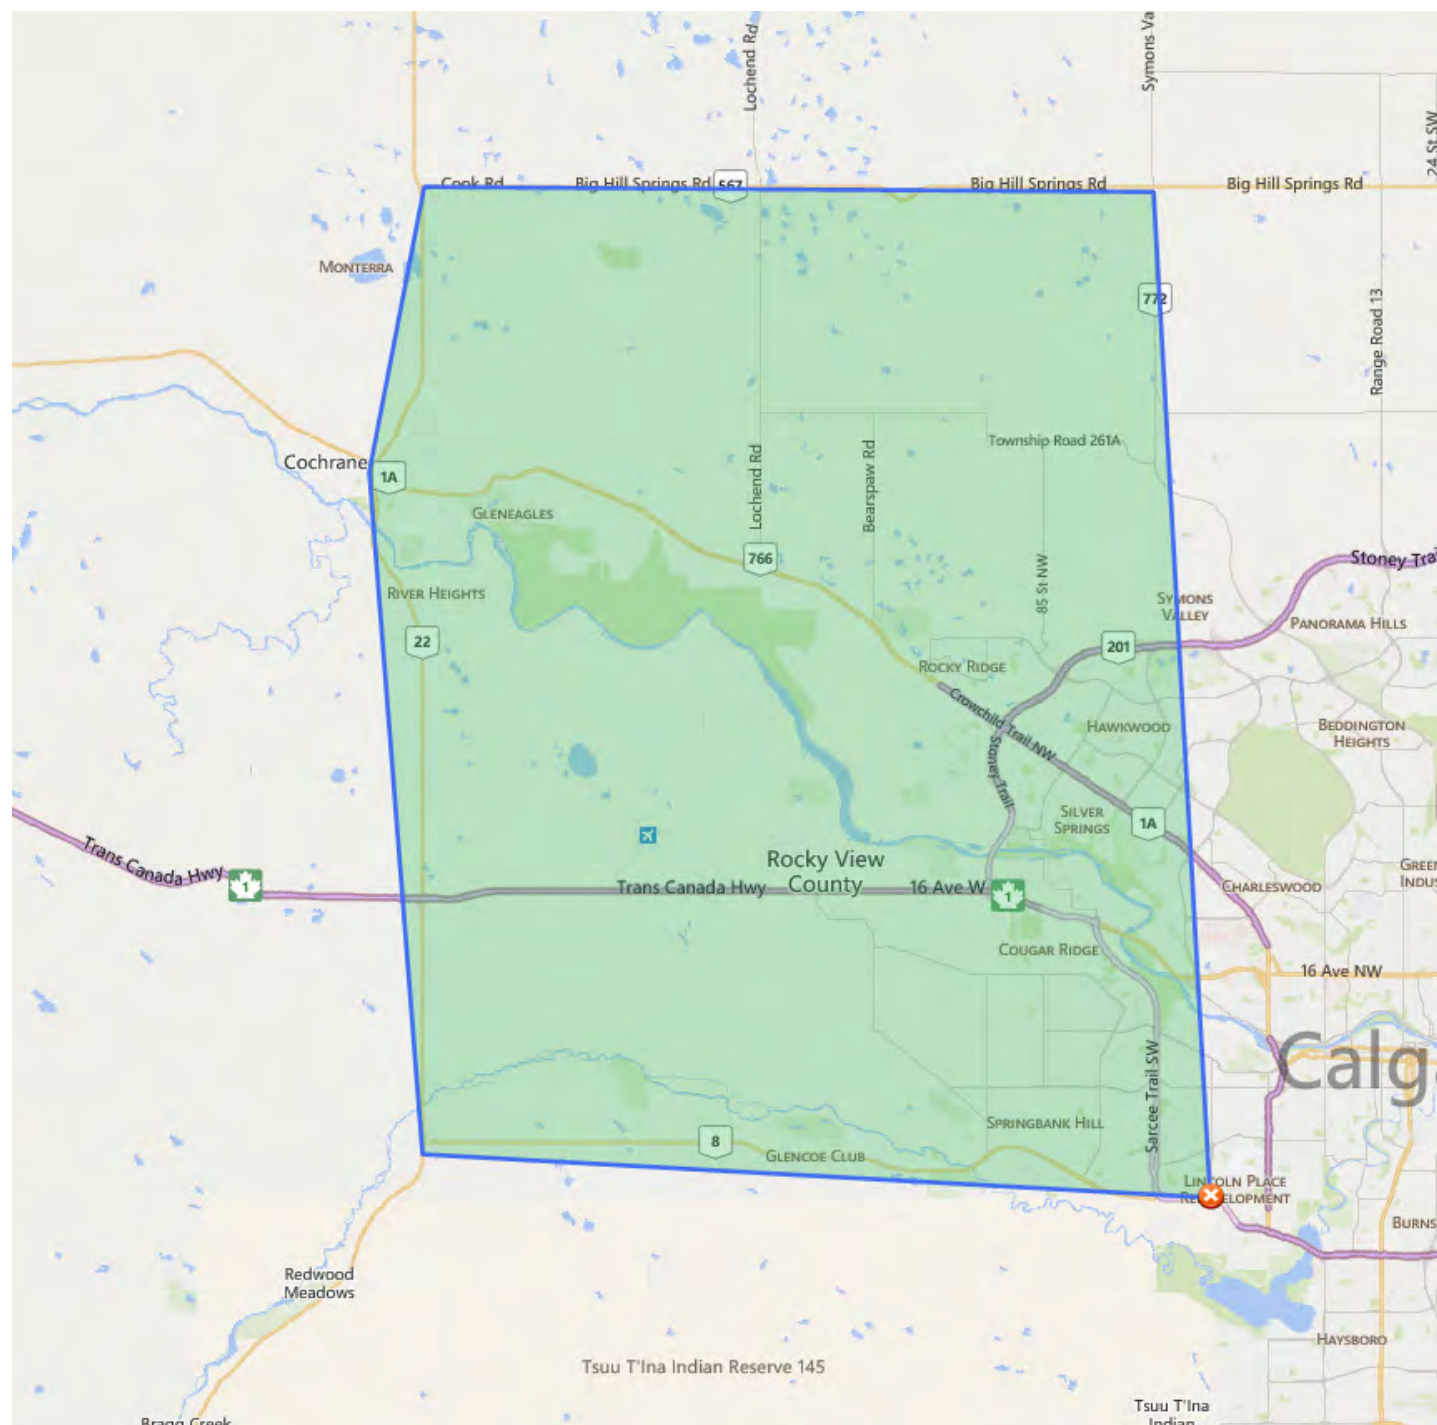 Lochend Rd
Symons Va
24 St SW
Cook Rd
Big Hill Springs Rd
567
Big Hill Springs Rd
Big Hill Springs Rd
MONTERRA
772
Range Road 13
Township Road 261A
Cochrane
1A
Lochend Rd
Bearspaw Rd
GLENEAGLES
766
Stoney Tra
85 St NW
RIVER HEIGHTS
SYMONS
VALLEY
PANORAMA HILLS
22
201
ROCKY RIDGE
Crowchild Trail NW
HAWKWOOD
BEDDINGTON
HEIGHTS
Stoney Trail
SILVER
SPRINGS
1A
Trans Canada Hwy
1
Rocky View
County
Trans Canada Hwy
16 Ave W
1
CHARLESWOOD
GREEN
INDUS
COUGAR RIDGE
16 Ave NW
Calg
Sarcee Trail SW
SPRINGBANK HILL
8
GLENCOE CLUB
LINCOLN PLACE
REDEVELOPMENT
BURNS
Redwood
Meadows
HAYSBORO
Tsuu T'Ina Indian Reserve 145
Tsuu T'Ina
Indian
Bragg Creek